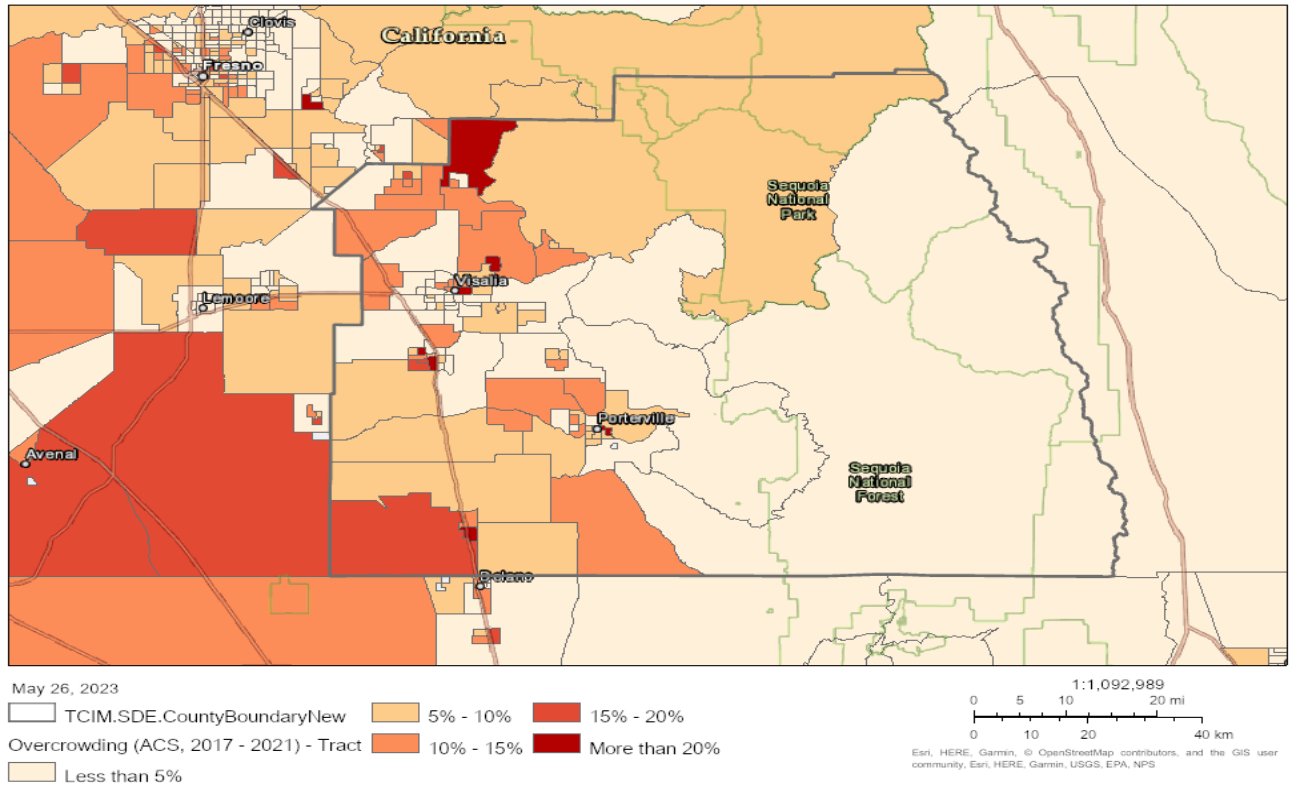 Clovis
California
Fresno
Sequoia
National
Park
Visalia
Lemoore
Porterville
Avenal
Sequoia
National
Forest
Delano
May 26, 2023
TCIM.SDE.CountyBoundaryNew
Overcrowding (ACS, 2017 - 2021) - Tract
Less than 5%
5% - 10%
10% - 15%
15% - 20%
More than 20%
1:1,092,989
0 5 10 20 mi
0 10 20 40 km
Esri, HERE, Garmin, © OpenStreetMap contributors, and the GIS user
community, Esri, HERE, Garmin, USGS, EPA, NPS